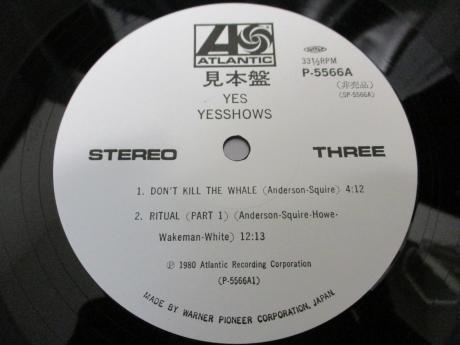 ATLANTIC
33⅓RPM
P-5566A
見本盤
(非売品)
(SP-5566A)
YES
YESSHOWS
STEREO
THREE
1. DON'T KILL THE WHALE (Anderson-Squire) 4:12
2. RITUAL (PART 1) (Anderson-Squire-Howe-
Wakeman-White) 12:13
℗ 1980 Atlantic Recording Corporation
(P-5566A1)
MADE BY WARNER PIONEER CORPORATION, JAPAN.